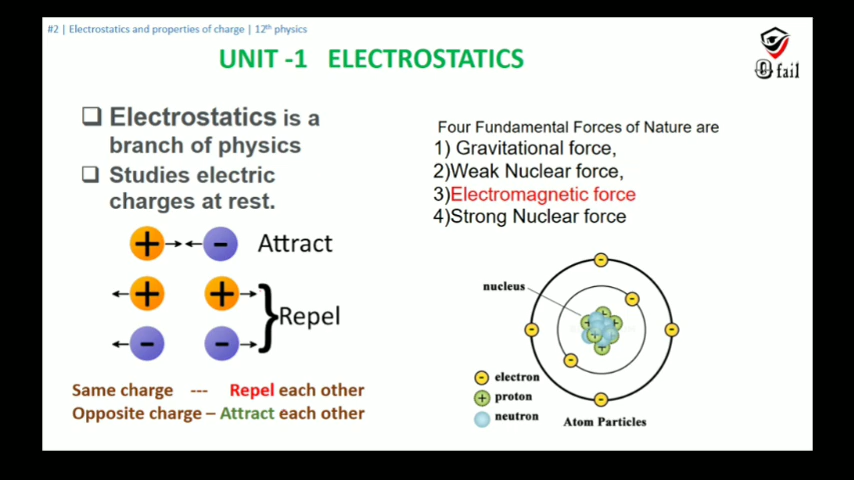 #2 | Electrostatics and properties of charge | 12th physics
UNIT -1 ELECTROSTATICS
0 fail
Electrostatics is a
branch of physics
Studies electric
charges at rest.
+ - Attract
+ +
Repel
- -
Same charge --- Repel each other
Opposite charge – Attract each other
Four Fundamental Forces of Nature are
1) Gravitational force,
2)Weak Nuclear force,
3)Electromagnetic force
4)Strong Nuclear force
nucleus
electron
proton
neutron
Atom Particles